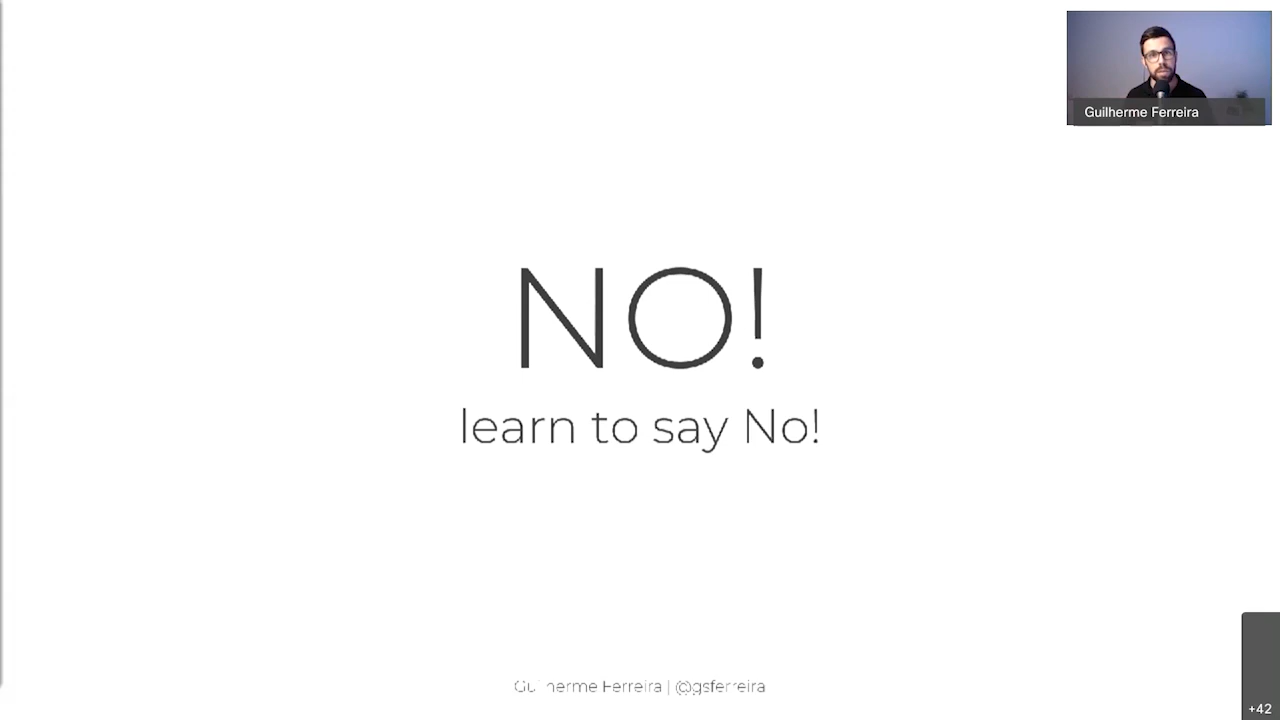 Guilherme Ferreira
NO!
learn to say No!
Guilherme Ferreira | @gsferreira
+42